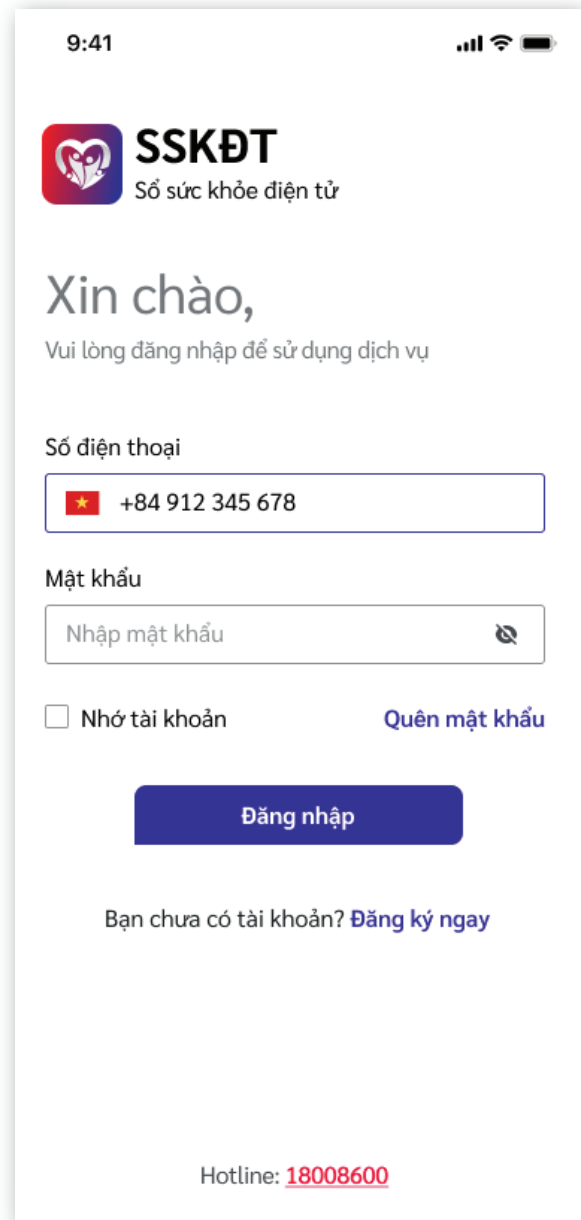 9:41
SSKĐT
Sổ sức khỏe điện tử
Xin chào,
Vui lòng đăng nhập để sử dụng dịch vụ
Số điện thoại
+84 912 345 678
Mật khẩu
Nhập mật khẩu
Nhớ tài khoản Quên mật khẩu
Đăng nhập
Bạn chưa có tài khoản? Đăng ký ngay
Hotline: 18008600